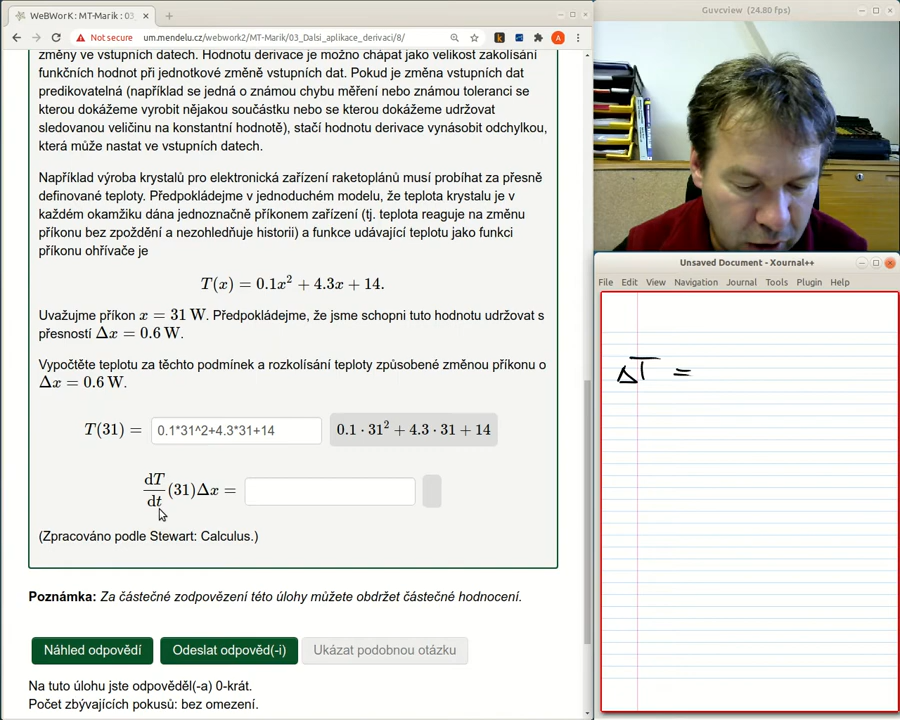 WeBWorK : MT-Marik : 03_
Guvcview (24.80 fps)
Not secure
um.mendelu.cz/webwork2/MT-Marik/03_Dalsi_aplikace_derivaci/8/
A
změny ve vstupních datech. Hodnotu derivace je možno chápat jako velikost zakolísání
funkčních hodnot při jednotkové změně vstupních dat. Pokud je změna vstupních dat
predikovatelná (například se jedná o známou chybu měření nebo známou toleranci se
kterou dokážeme vyrobit nějakou součástku nebo se kterou dokážeme udržovat
sledovanou veličinu na konstantní hodnotě), stačí hodnotu derivace vynásobit odchylkou,
která může nastat ve vstupních datech.
Například výroba krystalů pro elektronická zařízení raketoplánů musí probíhat za přesně
definované teploty. Předpokládejme v jednoduchém modelu, že teplota krystalu je v
každém okamžiku dána jednoznačně příkonem zařízení (tj. teplota reaguje na změnu
příkonu bez zpoždění a nezohledňuje historii) a funkce udávající teplotu jako funkci
příkonu ohřívače je
T(x) = 0.1x² + 4.3x + 14.
Uvažujme příkon x = 31 W. Předpokládejme, že jsme schopni tuto hodnotu udržovat s
přesností Δx = 0.6 W.
Vypočtěte teplotu za těchto podmínek a rozkolísání teploty způsobené změnou příkonu o
Δx = 0.6 W.
T(31) = 0.1*31^2+4.3*31+14 0.1 · 31² + 4.3 · 31 + 14
dT/dt (31)Δx =
(Zpracováno podle Stewart: Calculus.)
Poznámka: Za částečné zodpovězení této úlohy můžete obdržet částečné hodnocení.
Náhled odpovědí Odeslat odpověď(-i) Ukázat podobnou otázku
Na tuto úlohu jste odpověděl(-a) 0-krát.
Počet zbývajících pokusů: bez omezení.
Unsaved Document - Xournal++
File Edit View Navigation Journal Tools Plugin Help
ΔT =